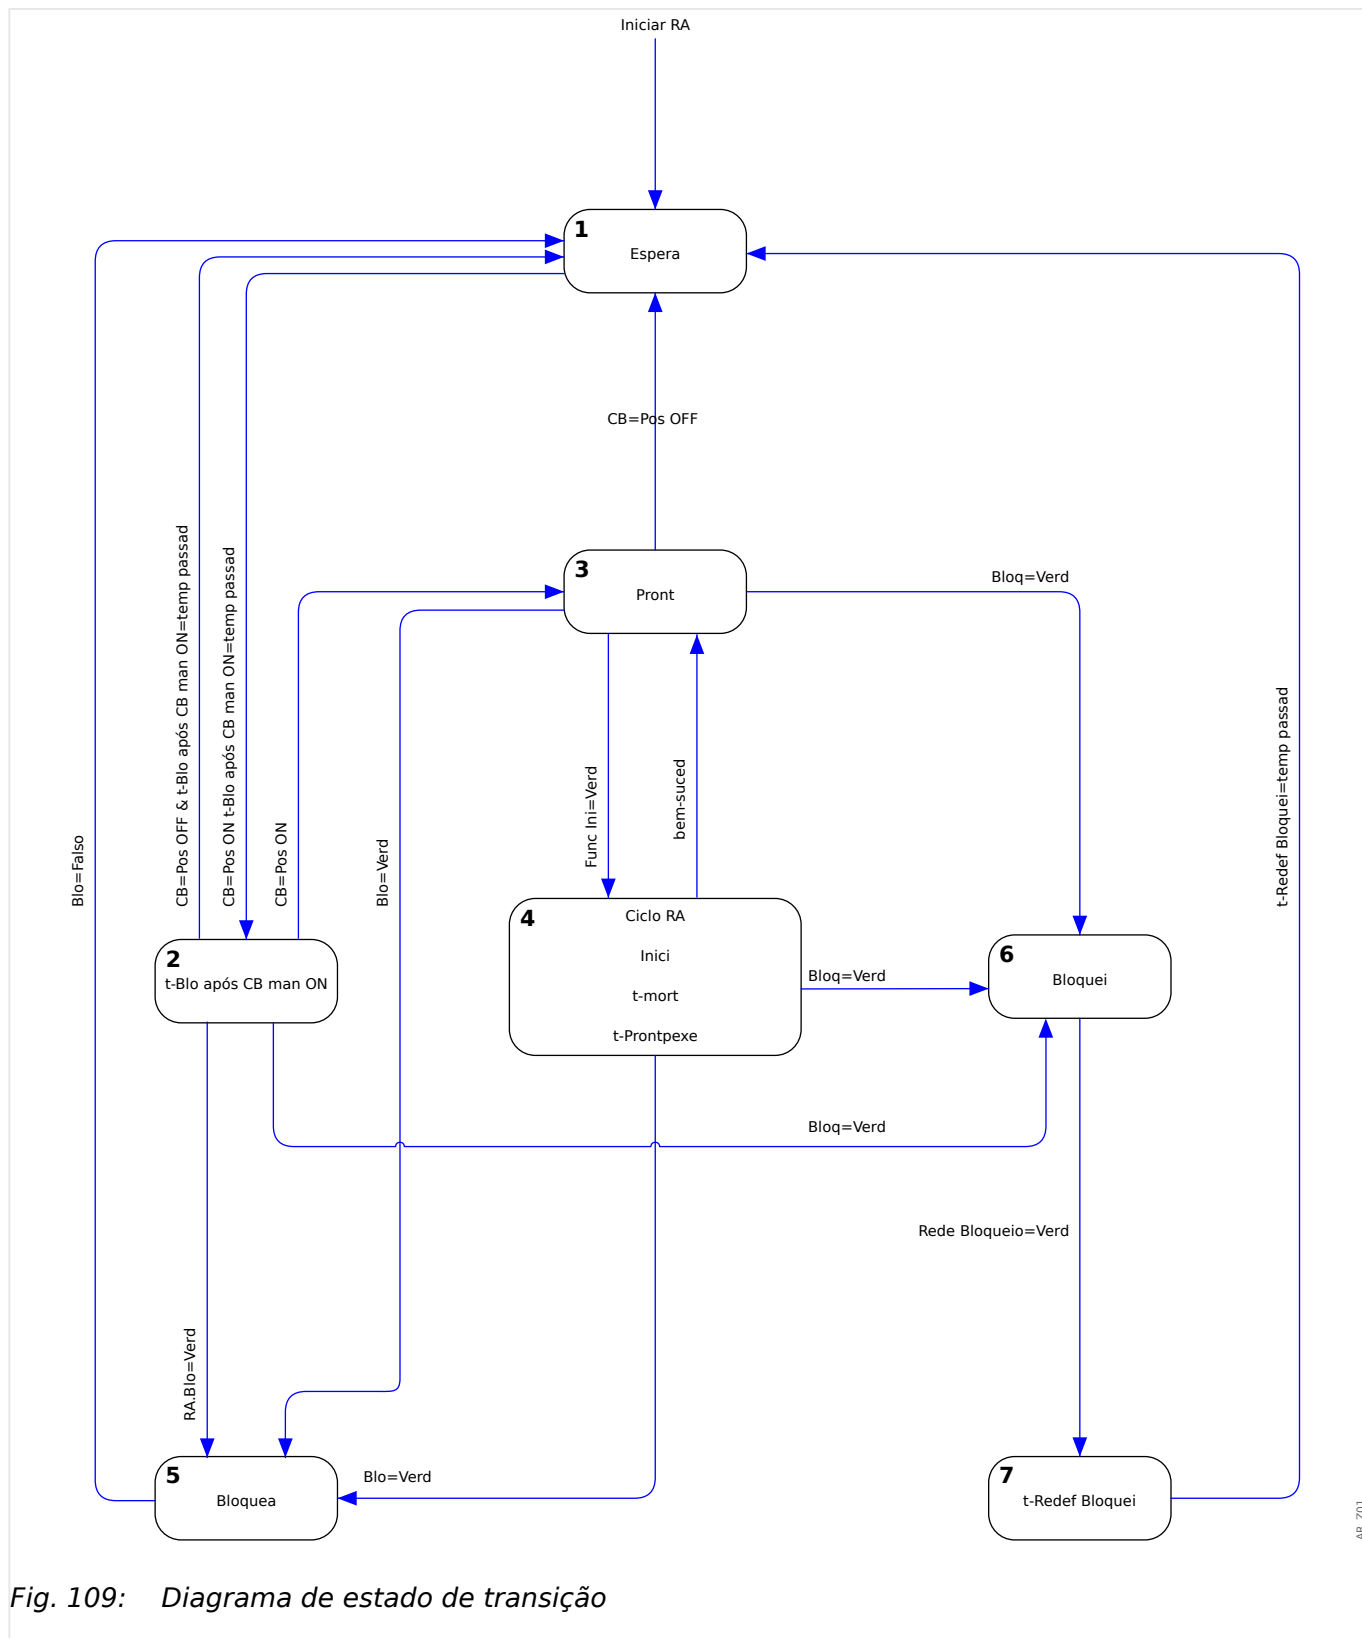 Iniciar RA
1
Espera
CB=Pos OFF
3
Pront
Bloq=Verd
CB=Pos OFF & t-Blo após CB man ON=temp passad
CB=Pos ON t-Blo após CB man ON=temp passad
CB=Pos ON
Blo=Falso
Blo=Verd
Func Ini=Verd
bem-suced
t-Redef Bloquei=temp passad
2
t-Blo após CB man ON
4
Ciclo RA
Inici
t-mort
t-Prontpexe
Bloq=Verd
6
Bloquei
Bloq=Verd
Rede Bloqueio=Verd
RA.Blo=Verd
5
Bloquea
Blo=Verd
7
t-Redef Bloquei
AR_Z01
Fig. 109: Diagrama de estado de transição